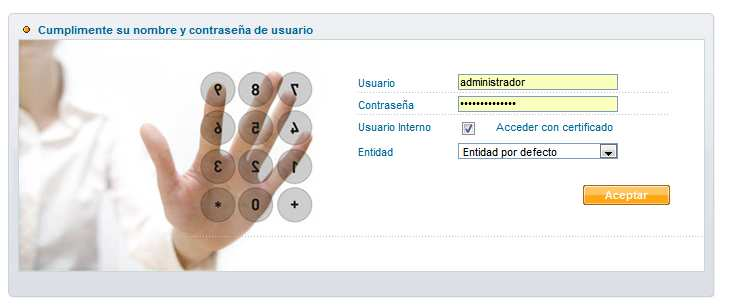 Cumplimente su nombre y contraseña de usuario
9 8 7
Usuario administrador
Contraseña ••••••••••••••
6 5 4
Usuario Interno Acceder con certificado
Entidad Entidad por defecto
3 2 1
Aceptar
* 0 +